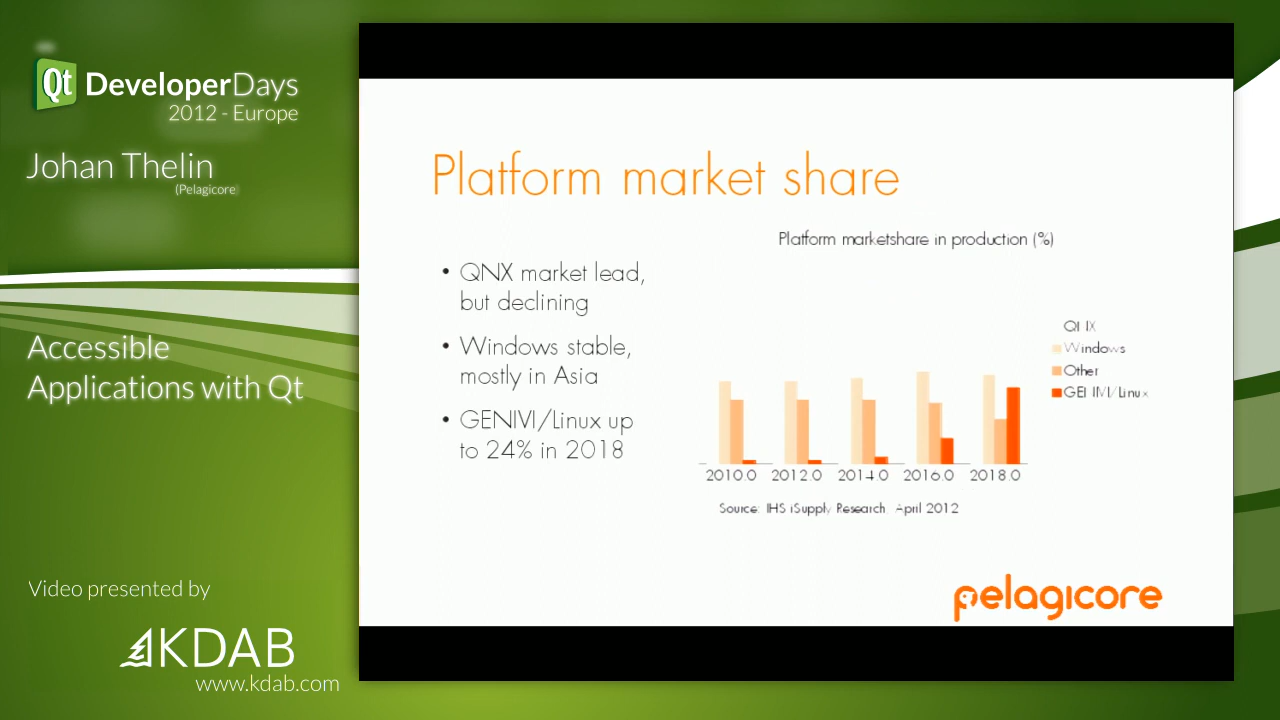 Qt DeveloperDays
2012 - Europe
Johan Thelin
(Pelagicore)
Accessible
Applications with Qt
Video presented by
KDAB
www.kdab.com
Platform market share
• QNX market lead,
but declining
• Windows stable,
mostly in Asia
• GENIVI/Linux up
to 24% in 2018
Platform marketshare in production (%)
QNX
Windows
Other
GENIVI/Linux
2010.0 2012.0 2014.0 2016.0 2018.0
Source: IHS iSupply Research, April 2012
pelagicore